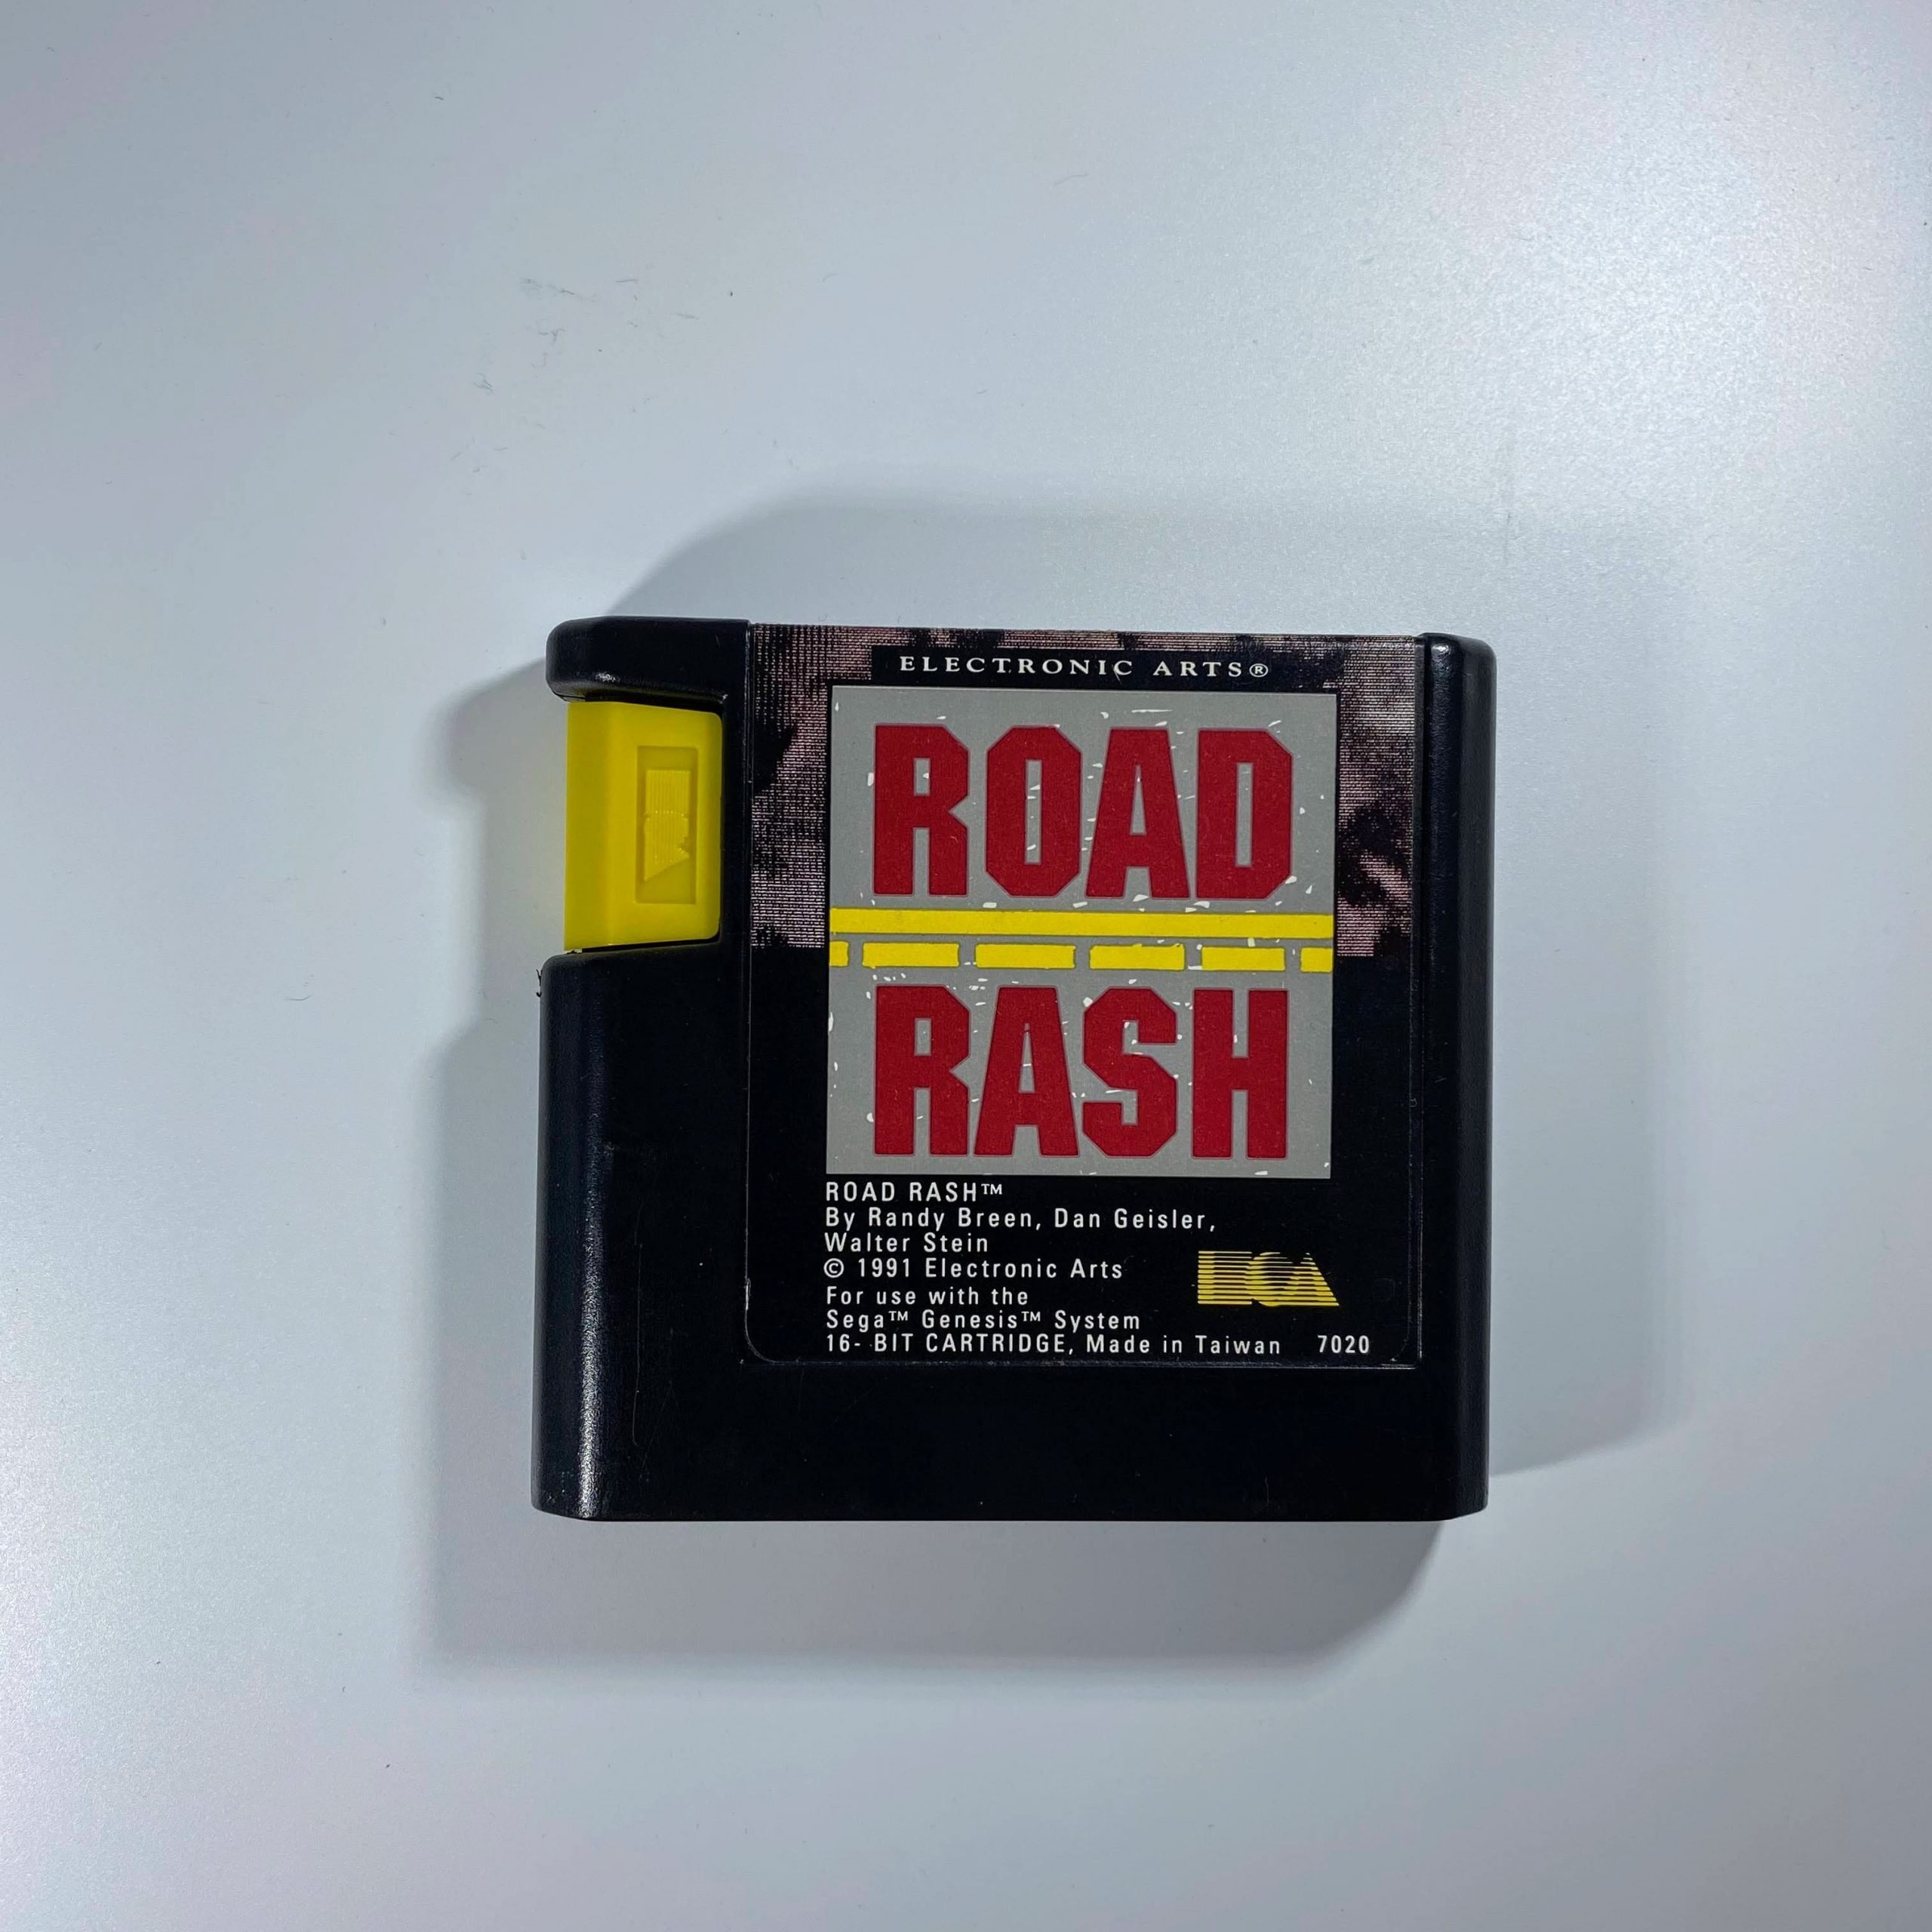 ELECTRONIC ARTS®
ROAD
RASH
ROAD RASH™
By Randy Breen, Dan Geisler,
Walter Stein
© 1991 Electronic Arts
EOA
For use with the
Sega™ Genesis™ System
16- BIT CARTRIDGE, Made in Taiwan 7020